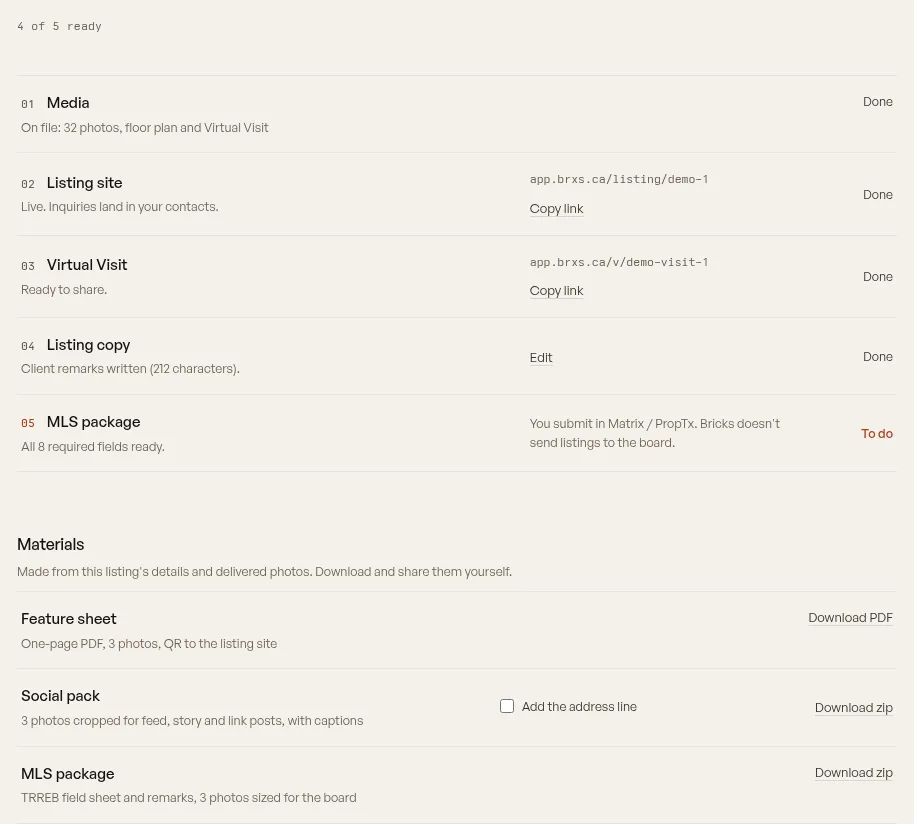 4 of 5 ready
01 Media
Done
On file: 32 photos, floor plan and Virtual Visit
02 Listing site
Live. Inquiries land in your contacts.
app.brxs.ca/listing/demo-1
Copy link
Done
03 Virtual Visit
Ready to share.
app.brxs.ca/v/demo-visit-1
Copy link
Done
04 Listing copy
Client remarks written (212 characters).
Edit
Done
05 MLS package
All 8 required fields ready.
You submit in Matrix / PropTx. Bricks doesn't
send listings to the board.
To do
Materials
Made from this listing's details and delivered photos. Download and share them yourself.
Feature sheet
One-page PDF, 3 photos, QR to the listing site
Download PDF
Social pack
3 photos cropped for feed, story and link posts, with captions
Add the address line
Download zip
MLS package
TRREB field sheet and remarks, 3 photos sized for the board
Download zip